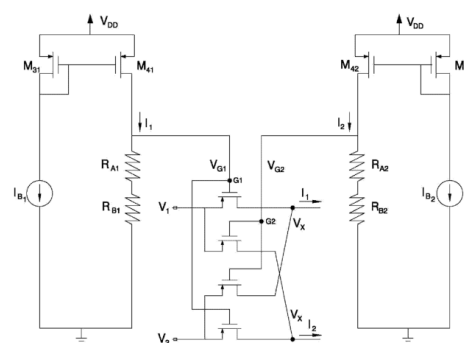 V_DD
V_DD
M_31
M_41
M_42
M
I_1
I_2
R_A1
V_G1
V_G2
R_A2
G1
I_1
I_B1
R_B1
V_1
G2
V_X
R_B2
I_B2
V_X
I_2